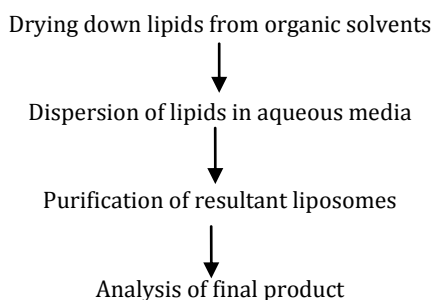 Drying down lipids from organic solvents
Dispersion of lipids in aqueous media
Purification of resultant liposomes
Analysis of final product